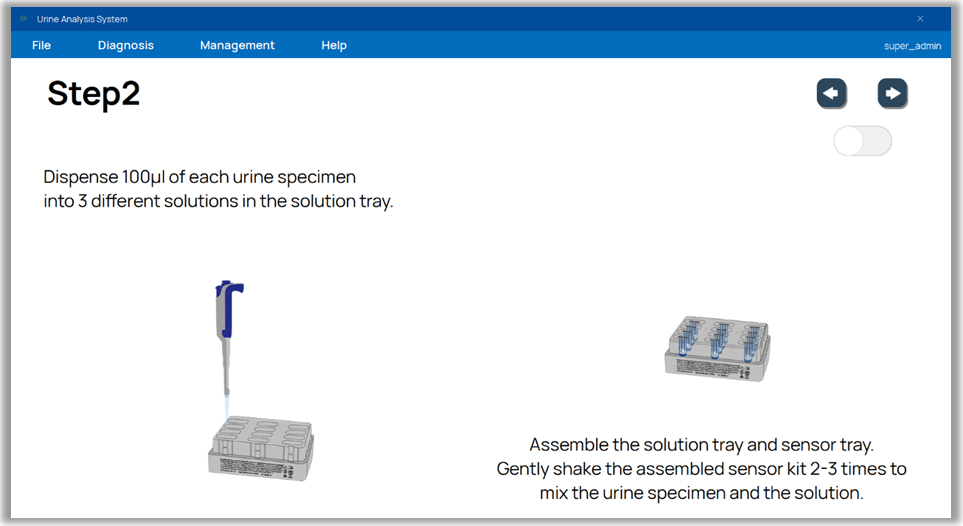 Urine Analysis System
File Diagnosis Management Help super_admin
Step2
Dispense 100μl of each urine specimen
into 3 different solutions in the solution tray.
Assemble the solution tray and sensor tray.
Gently shake the assembled sensor kit 2-3 times to
mix the urine specimen and the solution.